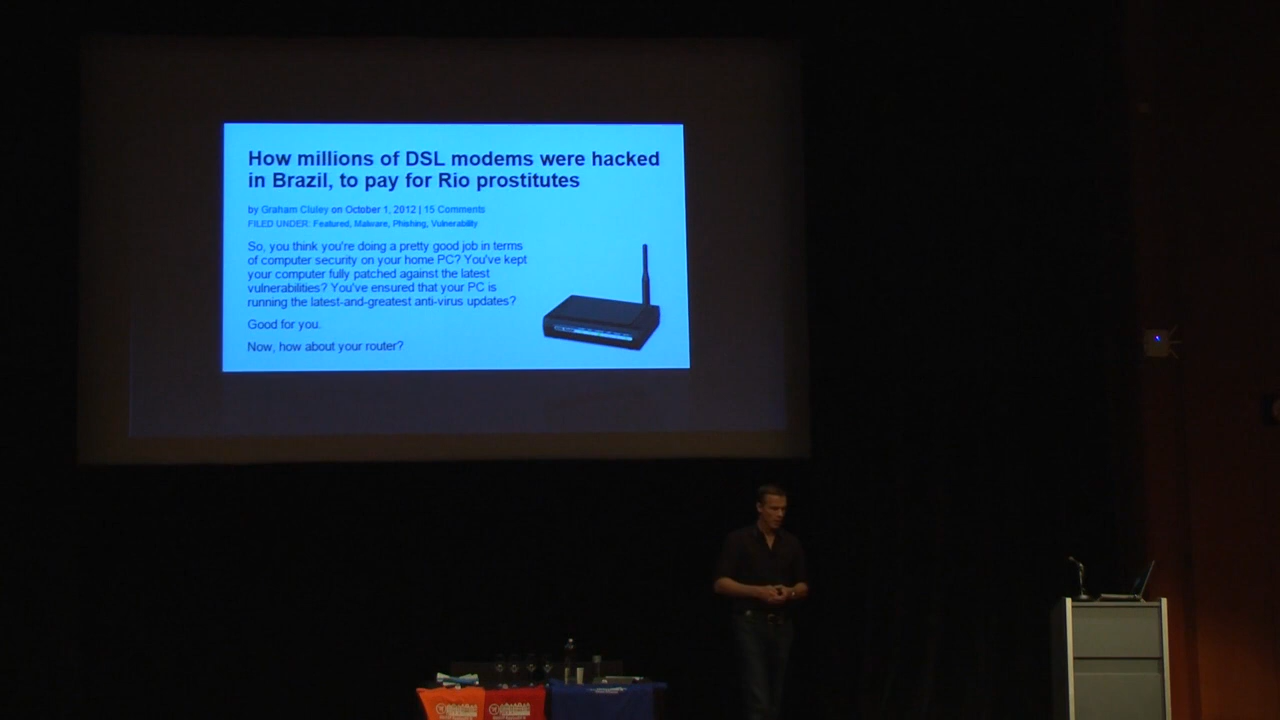 How millions of DSL modems were hacked
in Brazil, to pay for Rio prostitutes
by Graham Cluley on October 1, 2012 | 15 Comments
FILED UNDER: Featured, Malware, Phishing, Vulnerability
So, you think you're doing a pretty good job in terms
of computer security on your home PC? You've kept
your computer fully patched against the latest
vulnerabilities? You've ensured that your PC is
running the latest-and-greatest anti-virus updates?
Good for you.
Now, how about your router?